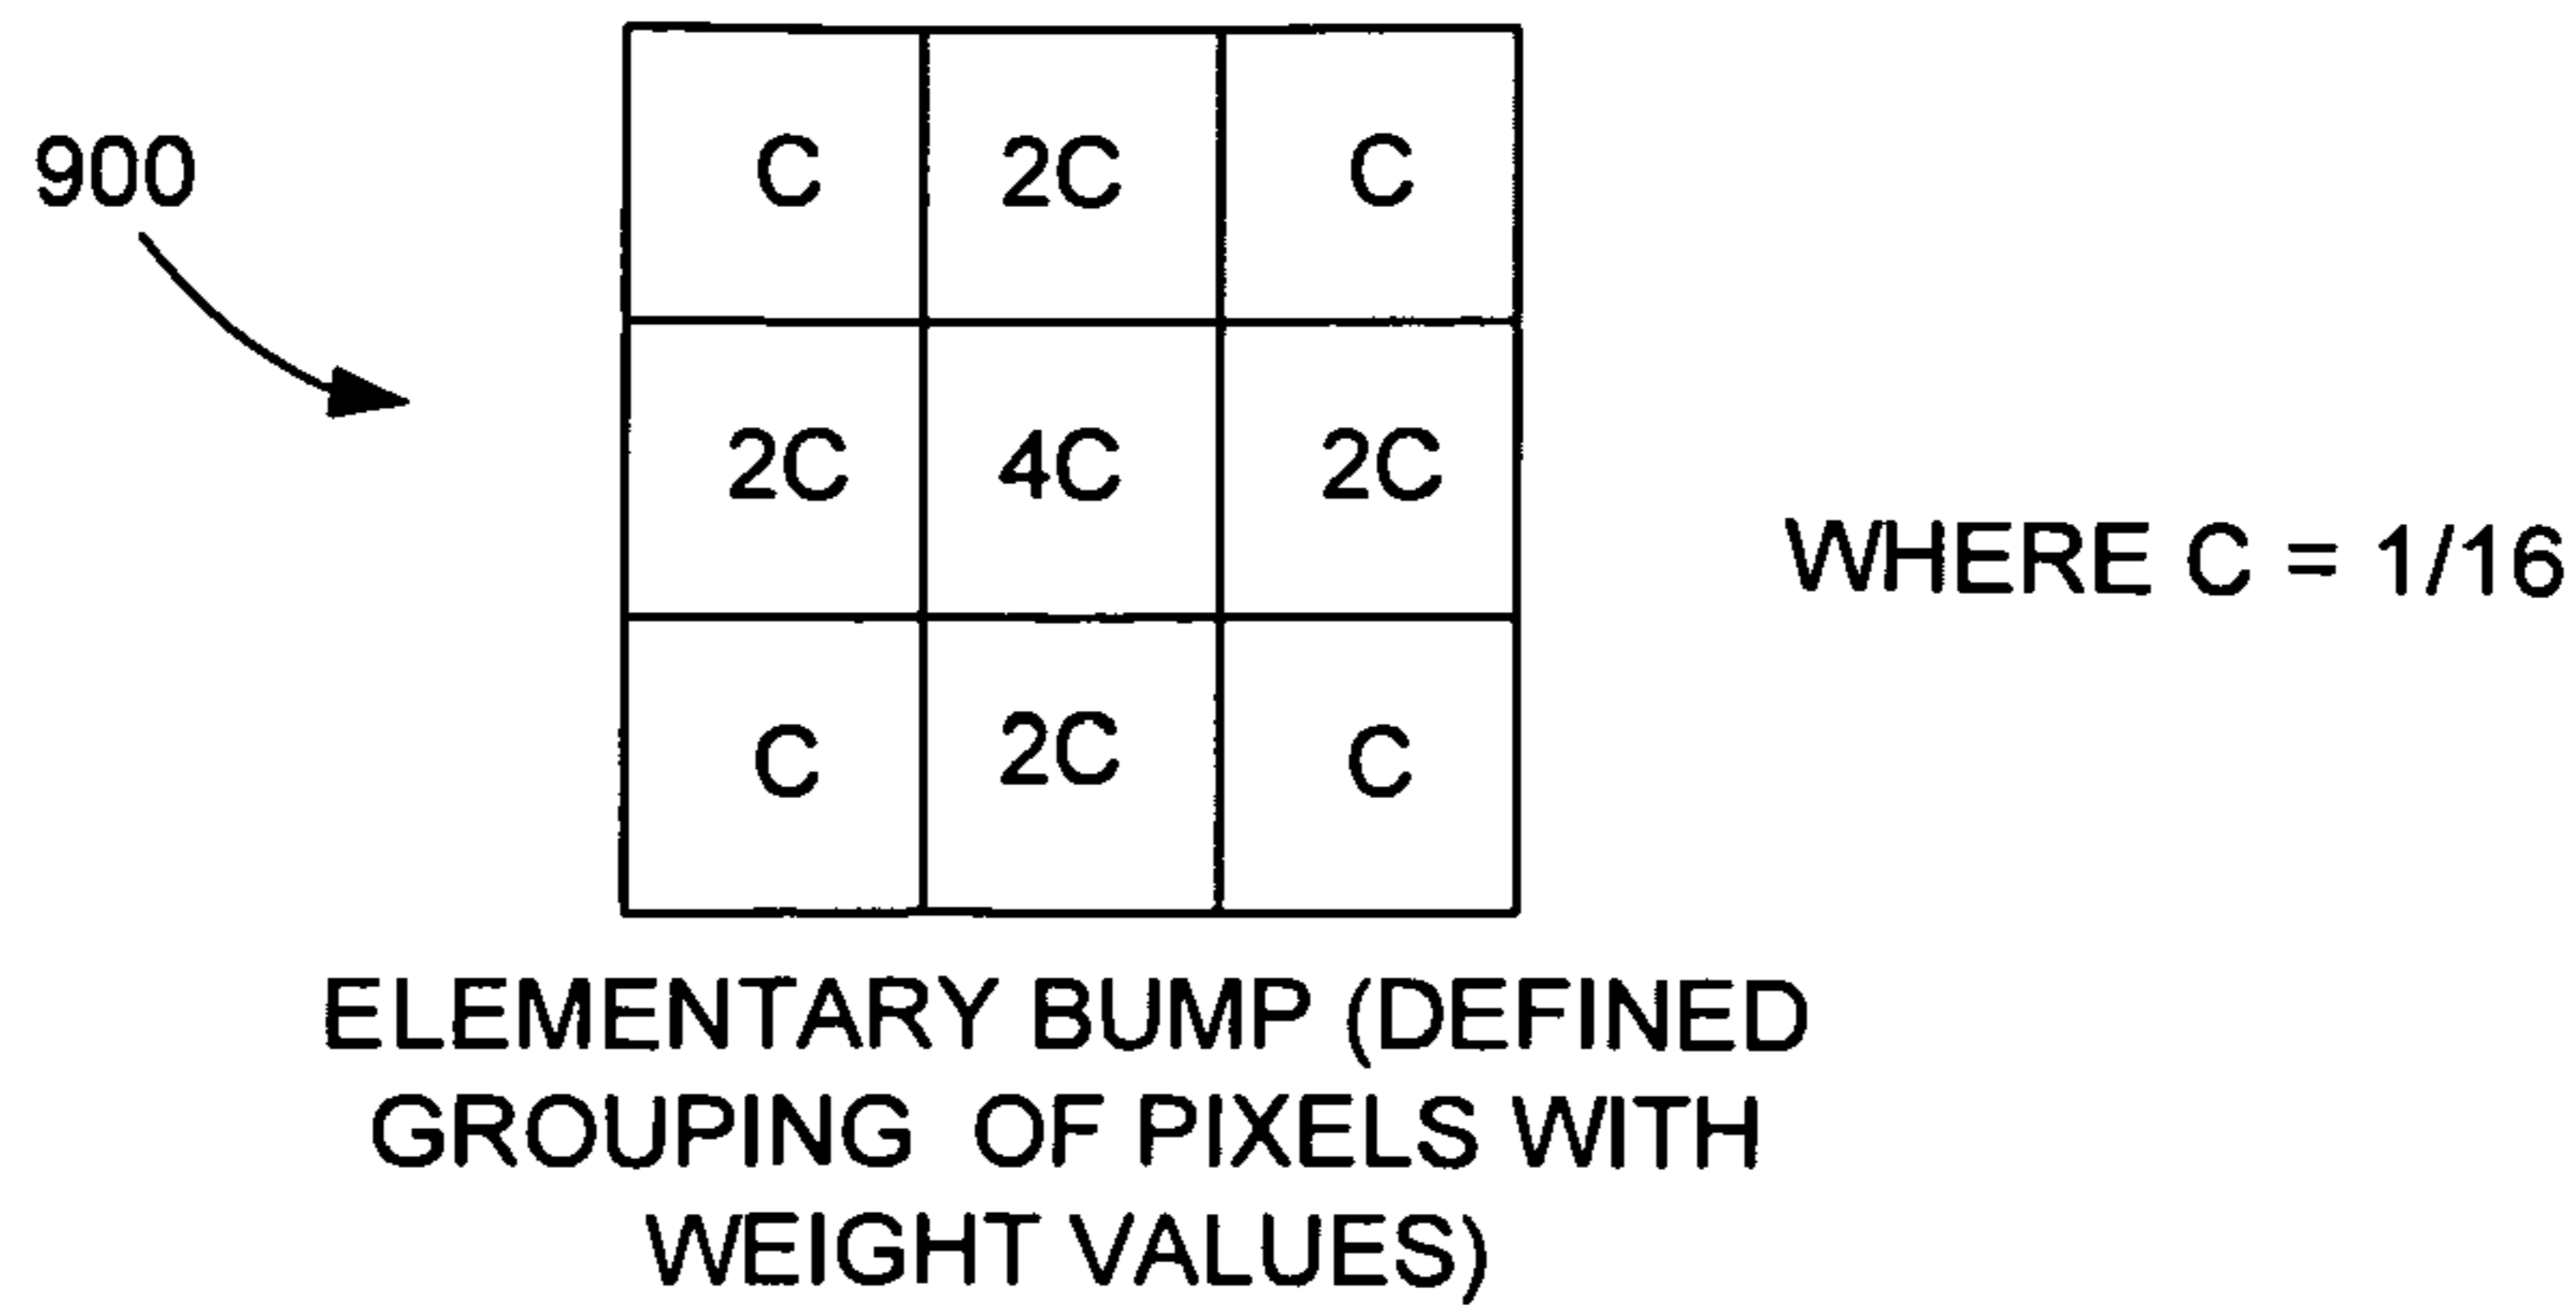 900
C 2C C
2C 4C 2C
WHERE C = 1/16
C 2C C
ELEMENTARY BUMP (DEFINED
GROUPING OF PIXELS WITH
WEIGHT VALUES)